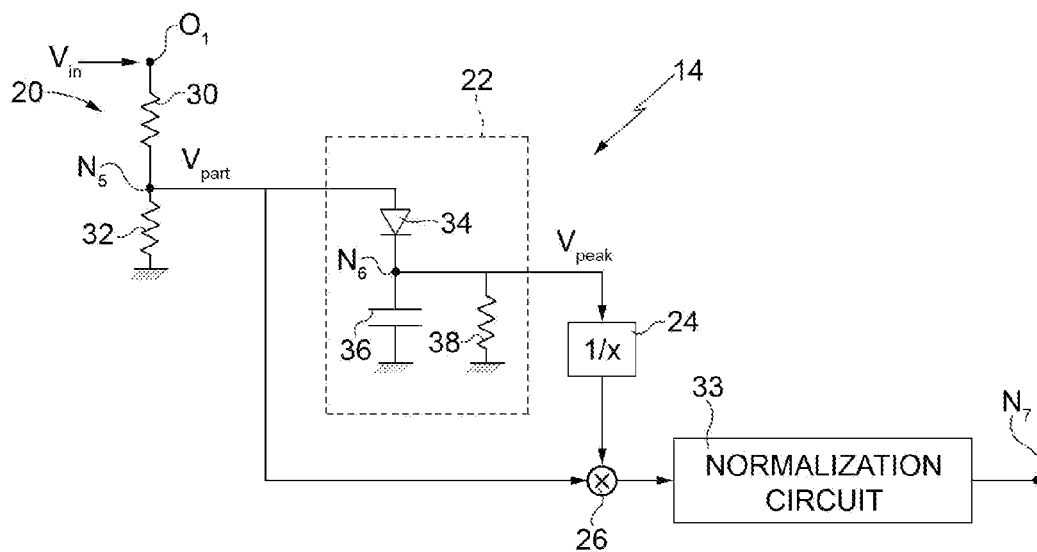 O1
Vin
20
30
22
14
N5
Vpart
32
34
N6
Vpeak
36
38
1/x
24
33
N7
NORMALIZATION
CIRCUIT
26